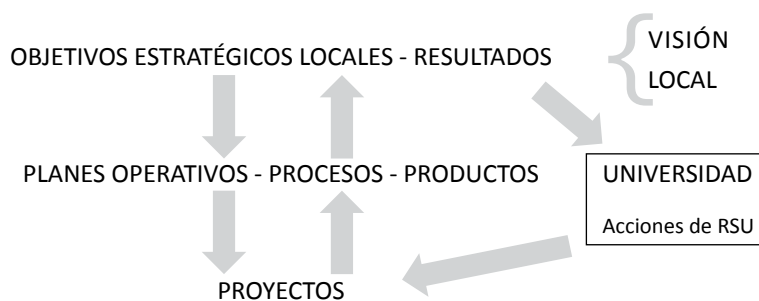 OBJETIVOS ESTRATÉGICOS LOCALES - RESULTADOS
VISIÓN
LOCAL
PLANES OPERATIVOS - PROCESOS - PRODUCTOS
UNIVERSIDAD
Acciones de RSU
PROYECTOS